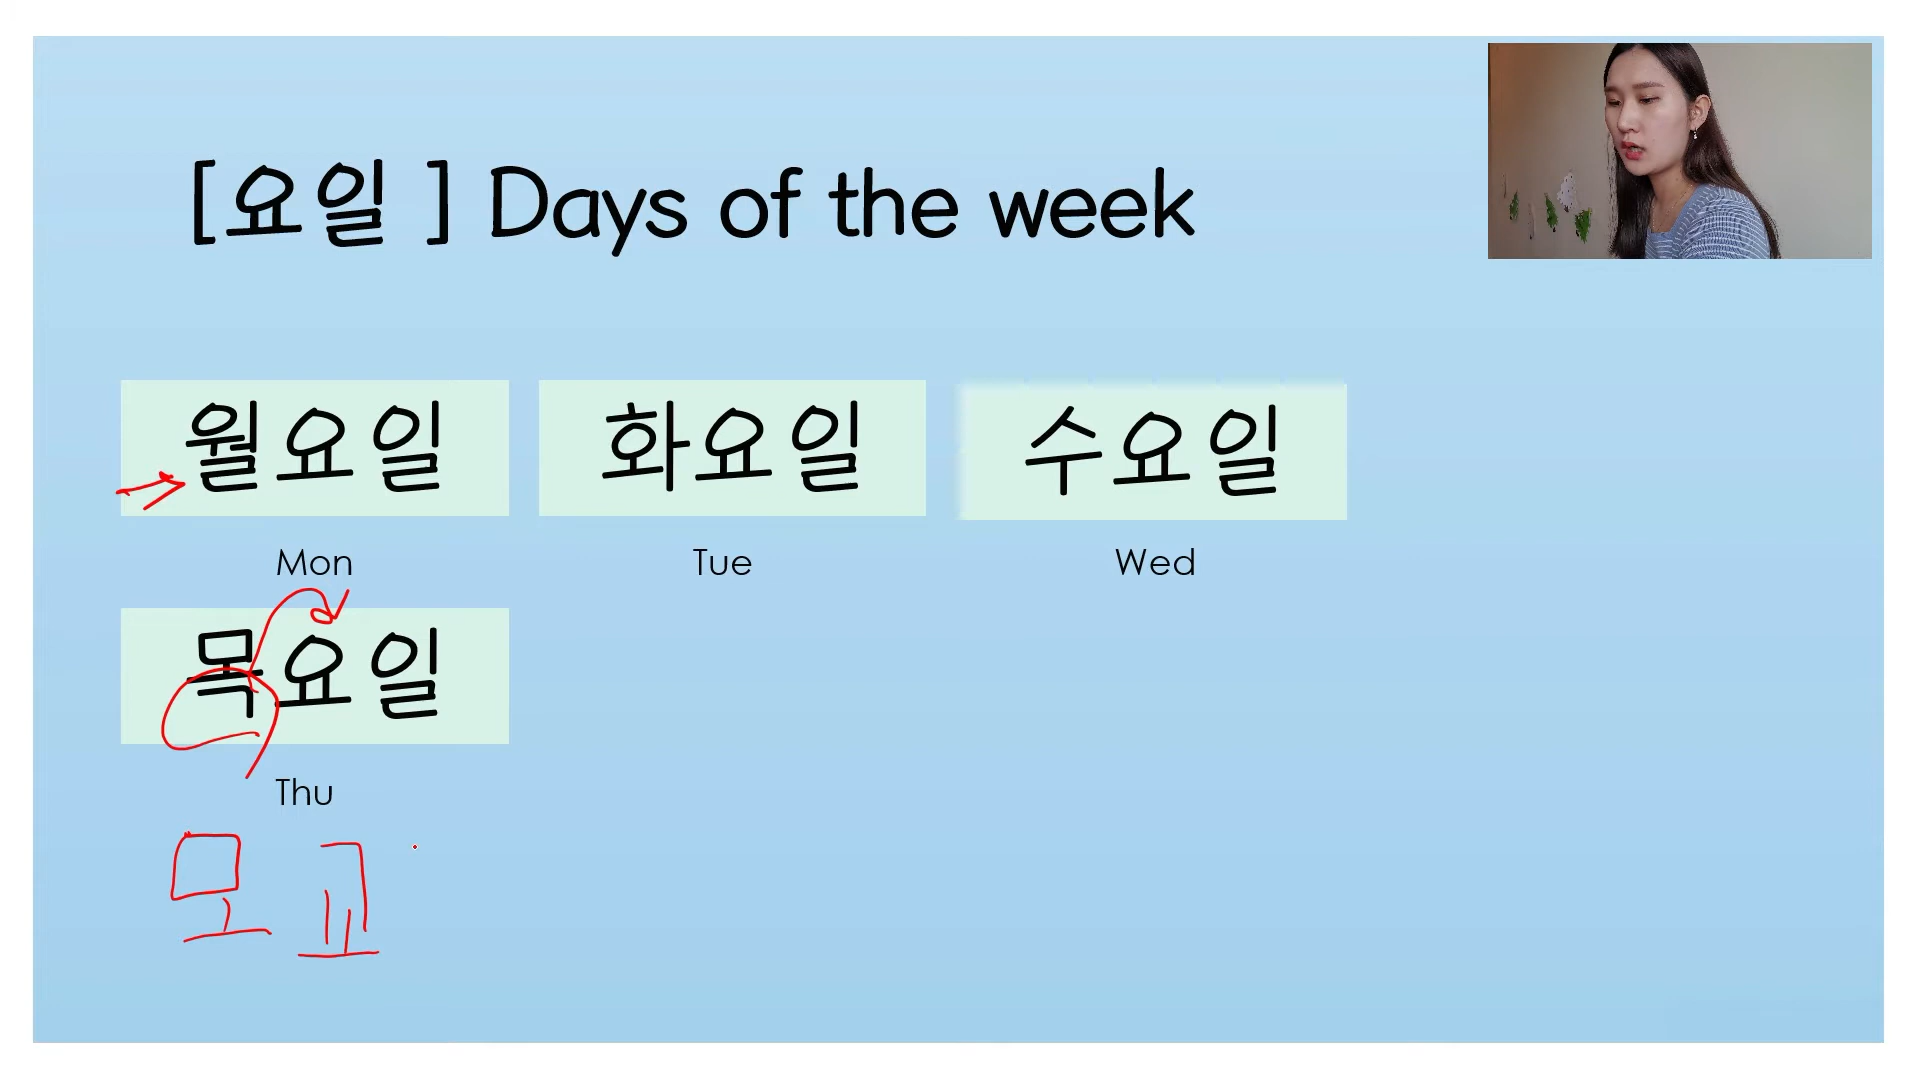 [요일 ] Days of the week
월요일 화요일 수요일
Mon Tue Wed
목요일
Thu
모 교